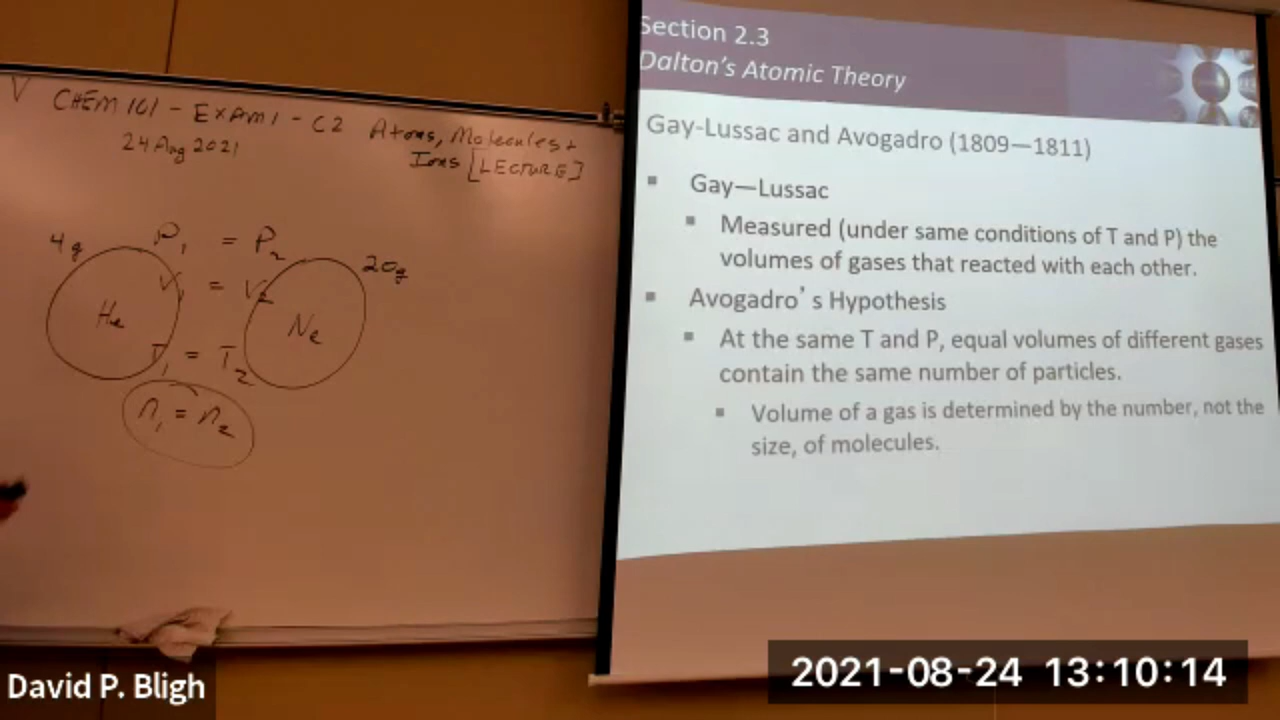 V CHEM 101 - EXAM 1 - C2 Atoms, Molecules +
24 Aug 2021 Ions [LECTURE]
4g P₁ = P₂ 20g
V₁ = V₂
He Ne
T₁ = T₂
n₁ = n₂
Section 2.3
Dalton's Atomic Theory
Gay-Lussac and Avogadro (1809—1811)
▪ Gay—Lussac
▪ Measured (under same conditions of T and P) the
volumes of gases that reacted with each other.
▪ Avogadro's Hypothesis
▪ At the same T and P, equal volumes of different gases
contain the same number of particles.
▪ Volume of a gas is determined by the number, not the
size, of molecules.
David P. Bligh
2021-08-24 13:10:14